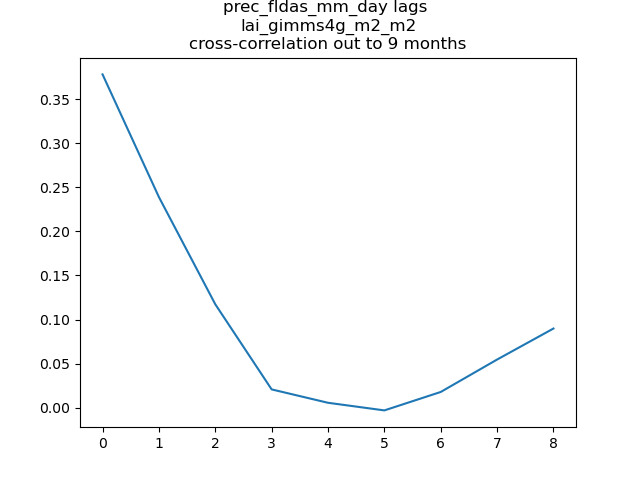 prec_fldas_mm_day lags
lai_gimms4g_m2_m2
cross-correlation out to 9 months
0.35
0.30
0.25
0.20
0.15
0.10
0.05
0.00
0 1 2 3 4 5 6 7 8